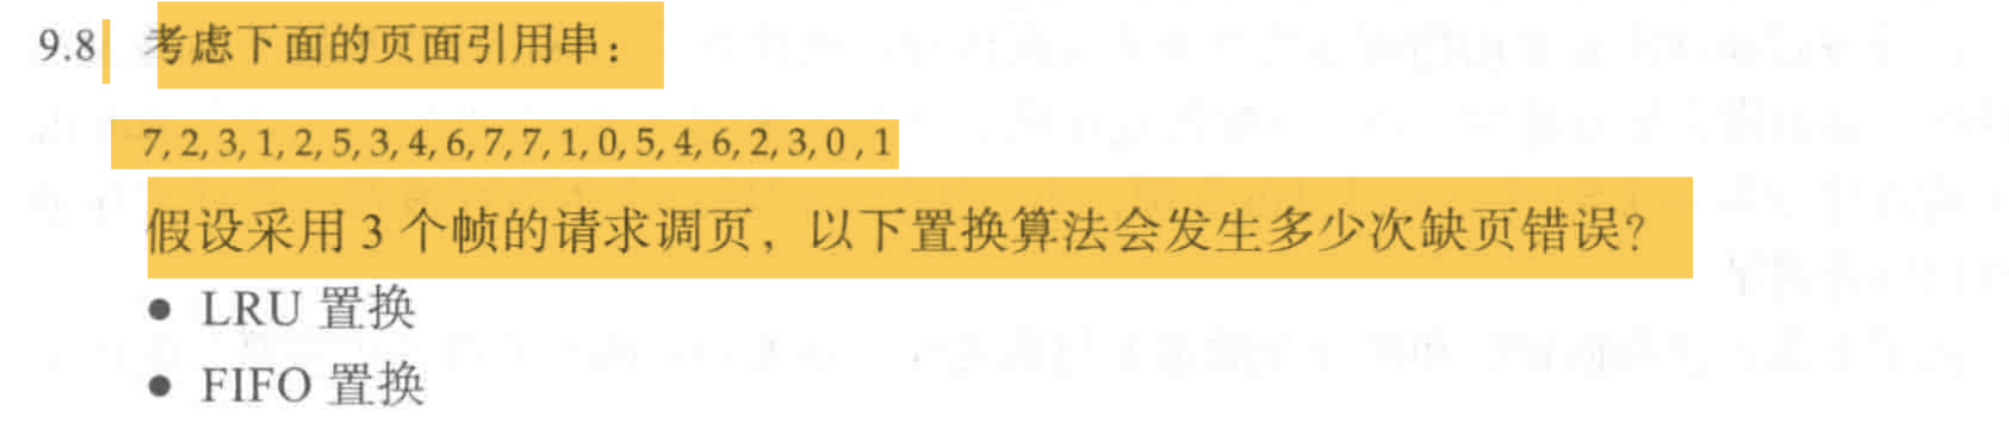 9.8 考虑下面的页面引用串：
7, 2, 3, 1, 2, 5, 3, 4, 6, 7, 7, 1, 0, 5, 4, 6, 2, 3, 0 , 1
假设采用 3 个帧的请求调页，以下置换算法会发生多少次缺页错误？
● LRU 置换
● FIFO 置换